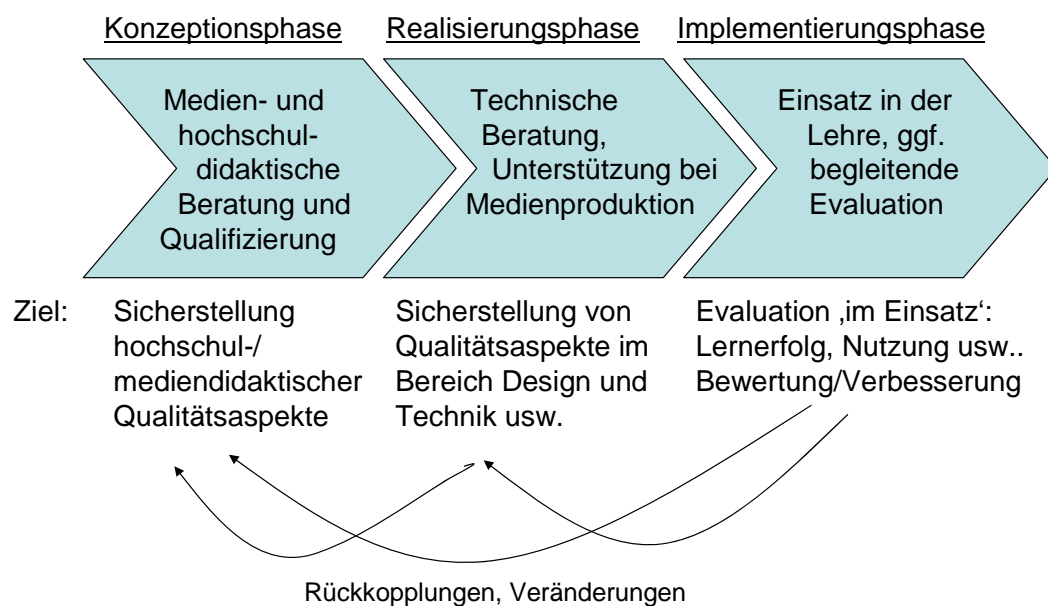 Konzeptionsphase
Realisierungsphase
Implementierungsphase
Medien- und
hochschul-
didaktische
Beratung und
Qualifizierung
Technische
Beratung,
Unterstützung bei
Medienproduktion
Einsatz in der
Lehre, ggf.
begleitende
Evaluation
Ziel:
Sicherstellung
hochschul-/
mediendidaktischer
Qualitätsaspekte
Sicherstellung von
Qualitätsaspekte im
Bereich Design und
Technik usw.
Evaluation ‚im Einsatz‘:
Lernerfolg, Nutzung usw..
Bewertung/Verbesserung
Rückkopplungen, Veränderungen